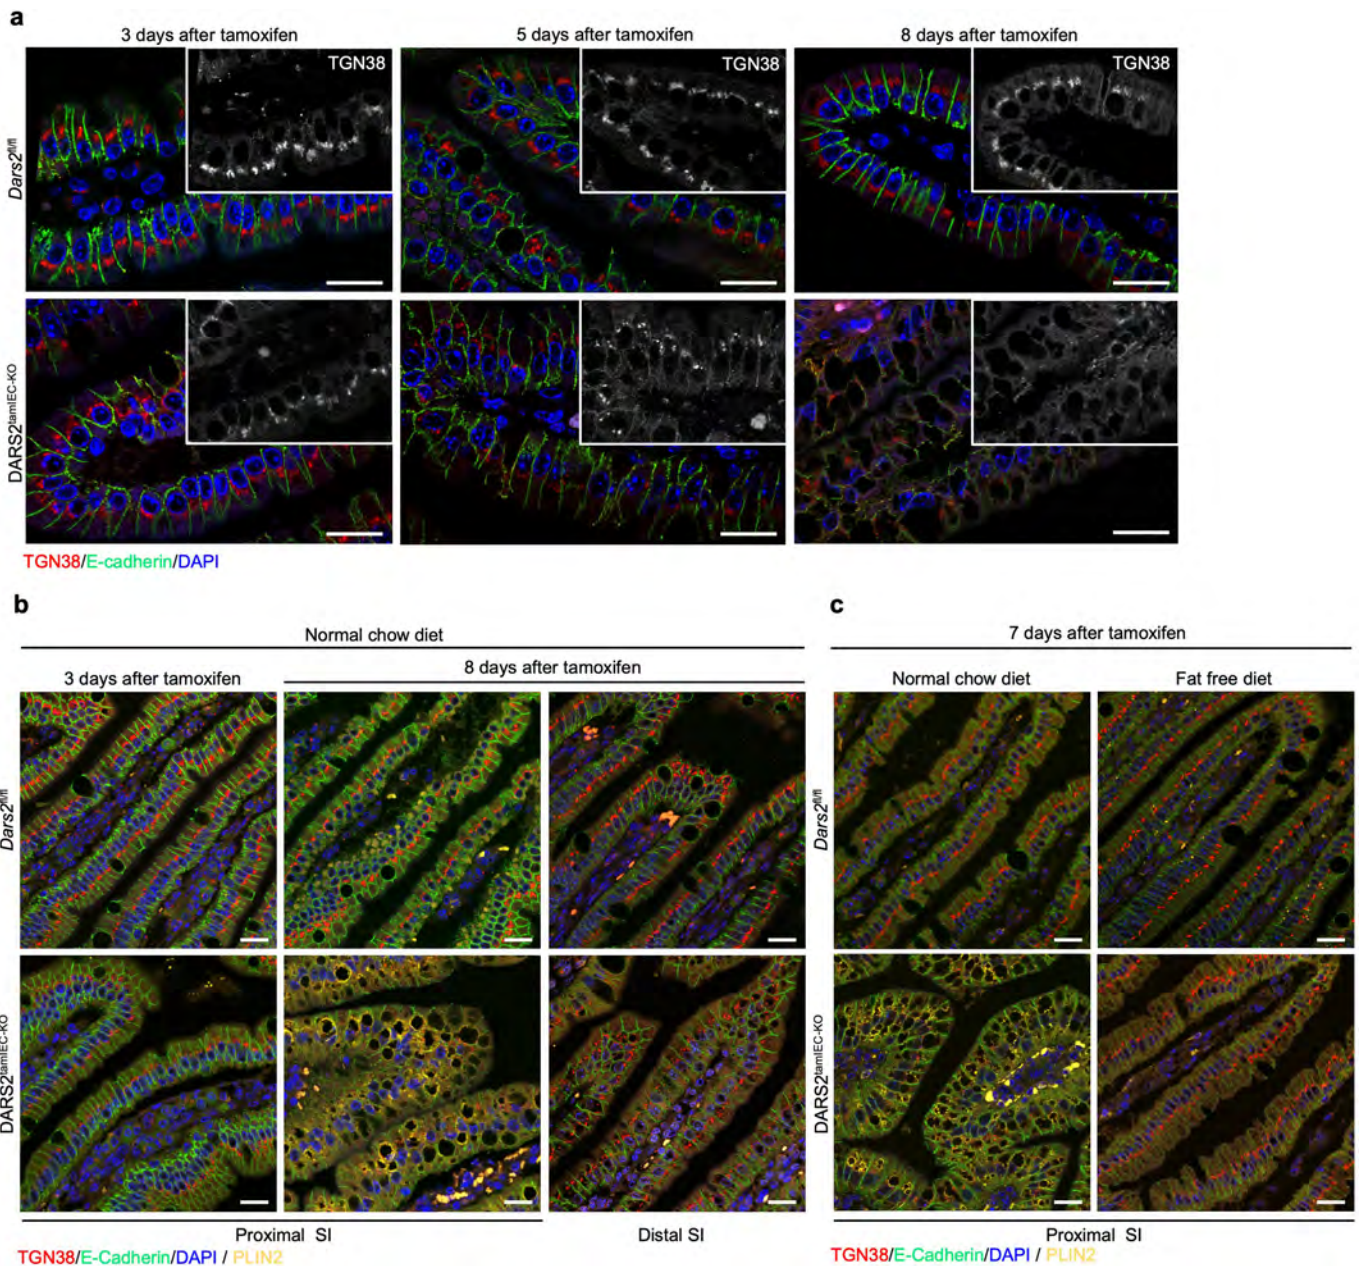 a
3 days after tamoxifen
5 days after tamoxifen
8 days after tamoxifen
Dars2fl/fl
TGN38
TGN38
TGN38
DARS2tamIEC-KO
TGN38/E-cadherin/DAPI
b
Normal chow diet
3 days after tamoxifen
8 days after tamoxifen
Dars2fl/fl
DARS2tamIEC-KO
Proximal SI
Distal SI
TGN38/E-Cadherin/DAPI / PLIN2
c
7 days after tamoxifen
Normal chow diet
Fat free diet
Dars2fl/fl
DARS2tamIEC-KO
Proximal SI
TGN38/E-Cadherin/DAPI / PLIN2